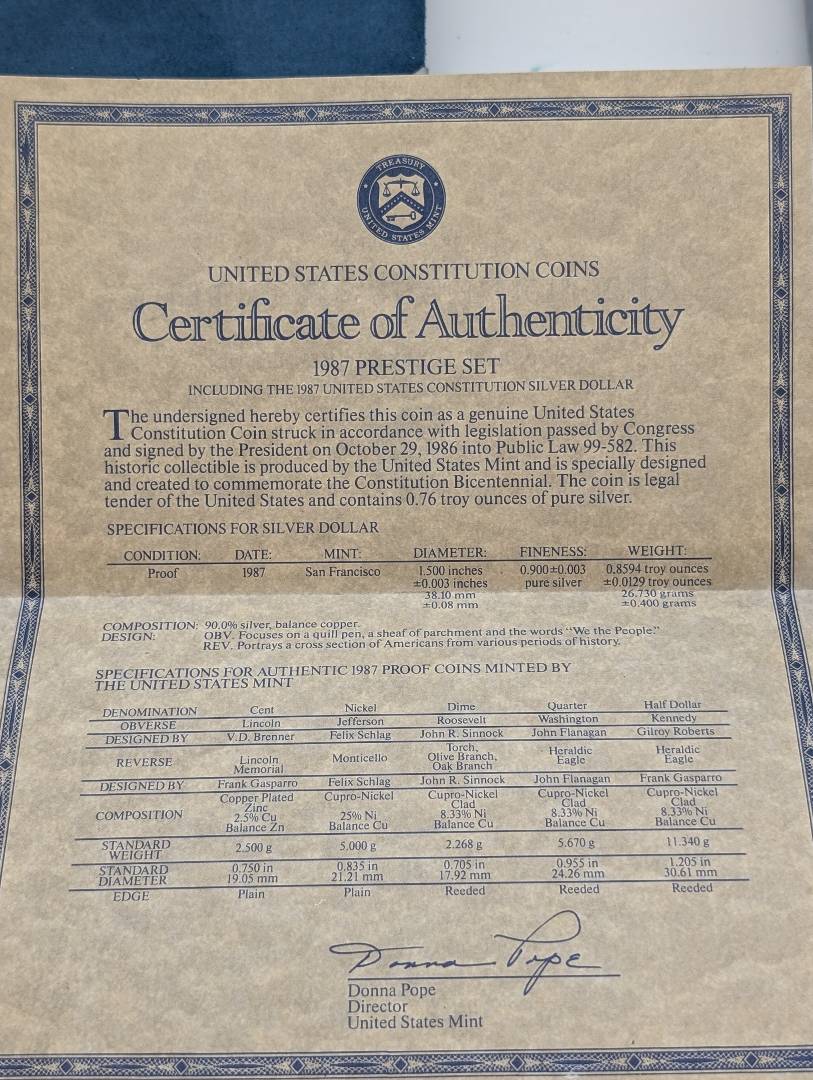 TREASURY
UNITED STATES MINT
UNITED STATES CONSTITUTION COINS
Certificate of Authenticity
1987 PRESTIGE SET
INCLUDING THE 1987 UNITED STATES CONSTITUTION SILVER DOLLAR
The undersigned hereby certifies this coin as a genuine United States
Constitution Coin struck in accordance with legislation passed by Congress
and signed by the President on October 29, 1986 into Public Law 99-582. This
historic collectible is produced by the United States Mint and is specially designed
and created to commemorate the Constitution Bicentennial. The coin is legal
tender of the United States and contains 0.76 troy ounces of pure silver.
SPECIFICATIONS FOR SILVER DOLLAR
CONDITION: DATE: MINT: DIAMETER: FINENESS: WEIGHT:
Proof 1987 San Francisco 1.500 inches 0.900±0.003 0.8594 troy ounces
±0.003 inches pure silver ±0.0129 troy ounces
38.10 mm 26.730 grams
±0.08 mm ±0.400 grams
COMPOSITION: 90.0% silver, balance copper.
DESIGN: OBV. Focuses on a quill pen, a sheaf of parchment and the words "We the People."
REV. Portrays a cross section of Americans from various periods of history.
SPECIFICATIONS FOR AUTHENTIC 1987 PROOF COINS MINTED BY
THE UNITED STATES MINT
DENOMINATION Cent Nickel Dime Quarter Half Dollar
OBVERSE Lincoln Jefferson Roosevelt Washington Kennedy
DESIGNED BY V.D. Brenner Felix Schlag John R. Sinnock John Flanagan Gilroy Roberts
REVERSE Lincoln Monticello Torch, Heraldic Heraldic
Memorial Olive Branch, Eagle Eagle
Oak Branch
DESIGNED BY Frank Gasparro Felix Schlag John R. Sinnock John Flanagan Frank Gasparro
COMPOSITION Copper Plated Cupro-Nickel Cupro-Nickel Cupro-Nickel Cupro-Nickel
Zinc Clad Clad Clad
2.5% Cu 25% Ni 8.33% Ni 8.33% Ni 8.33% Ni
Balance Zn Balance Cu Balance Cu Balance Cu Balance Cu
STANDARD WEIGHT 2.500 g 5.000 g 2.268 g 5.670 g 11.340 g
STANDARD 0.750 in 0.835 in 0.705 in 0.955 in 1.205 in
DIAMETER 19.05 mm 21.21 mm 17.92 mm 24.26 mm 30.61 mm
EDGE Plain Plain Reeded Reeded Reeded
Donna Pope
Donna Pope
Director
United States Mint